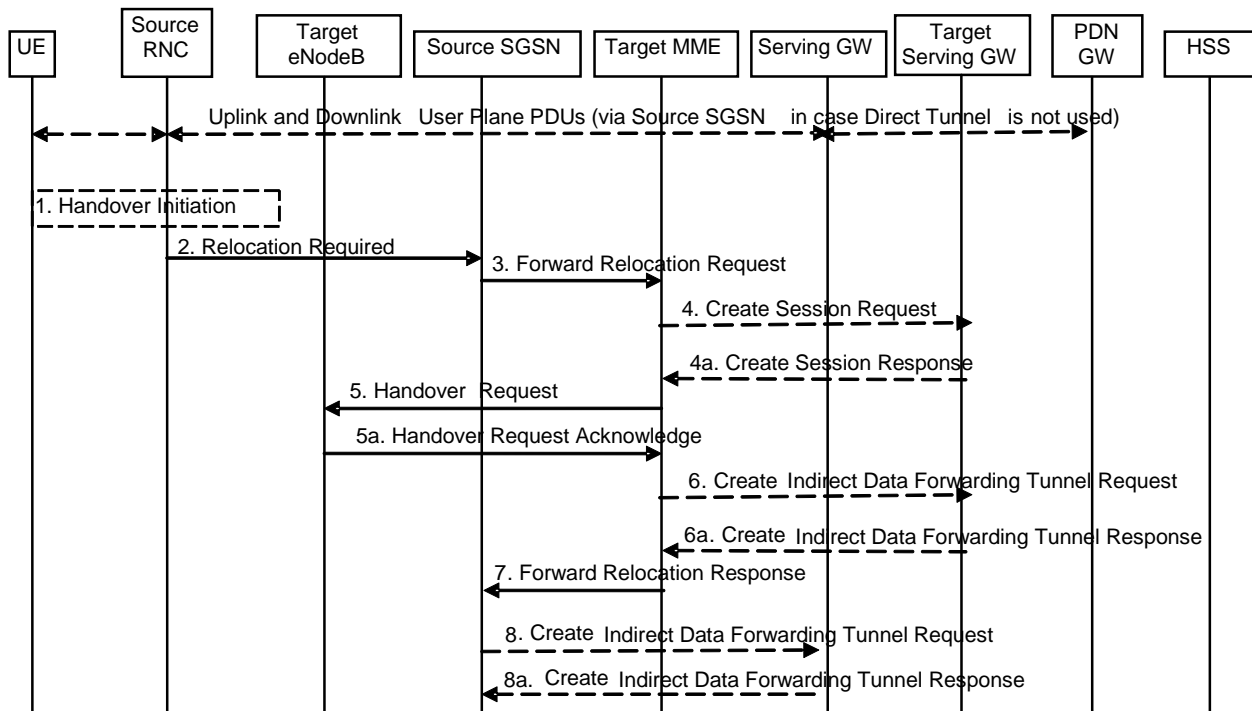 UE
Source
RNC
Target
eNodeB
Source SGSN
Target MME
Serving GW
Target
Serving GW
PDN
GW
HSS
Uplink and Downlink User Plane PDUs (via Source SGSN in case Direct Tunnel is not used)
1. Handover Initiation
2. Relocation Required
3. Forward Relocation Request
4. Create Session Request
4a. Create Session Response
5. Handover Request
5a. Handover Request Acknowledge
6. Create Indirect Data Forwarding Tunnel Request
6a. Create Indirect Data Forwarding Tunnel Response
7. Forward Relocation Response
8. Create Indirect Data Forwarding Tunnel Request
8a. Create Indirect Data Forwarding Tunnel Response